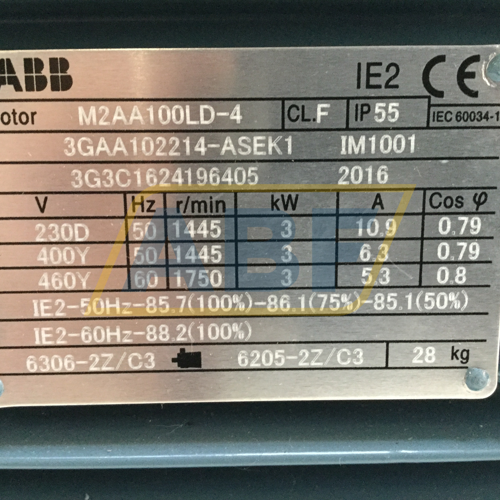 ABB IE2 CE
otor M2AA100LD-4 CL.F IP 55 IEC 60034-1
3GAA102214-ASEK1 IM1001
3G3C1624196405 2016
V Hz r/min kW A Cos φ
230D 50 1445 3 10.9 0.79
400Y 50 1445 3 6.3 0.79
460Y 60 1750 3 5.3 0.8
IE2-50Hz-85.7(100%)-86.1(75%)-85.1(50%)
IE2-60Hz-88.2(100%)
6306-2Z/C3 6205-2Z/C3 28 kg
ABF